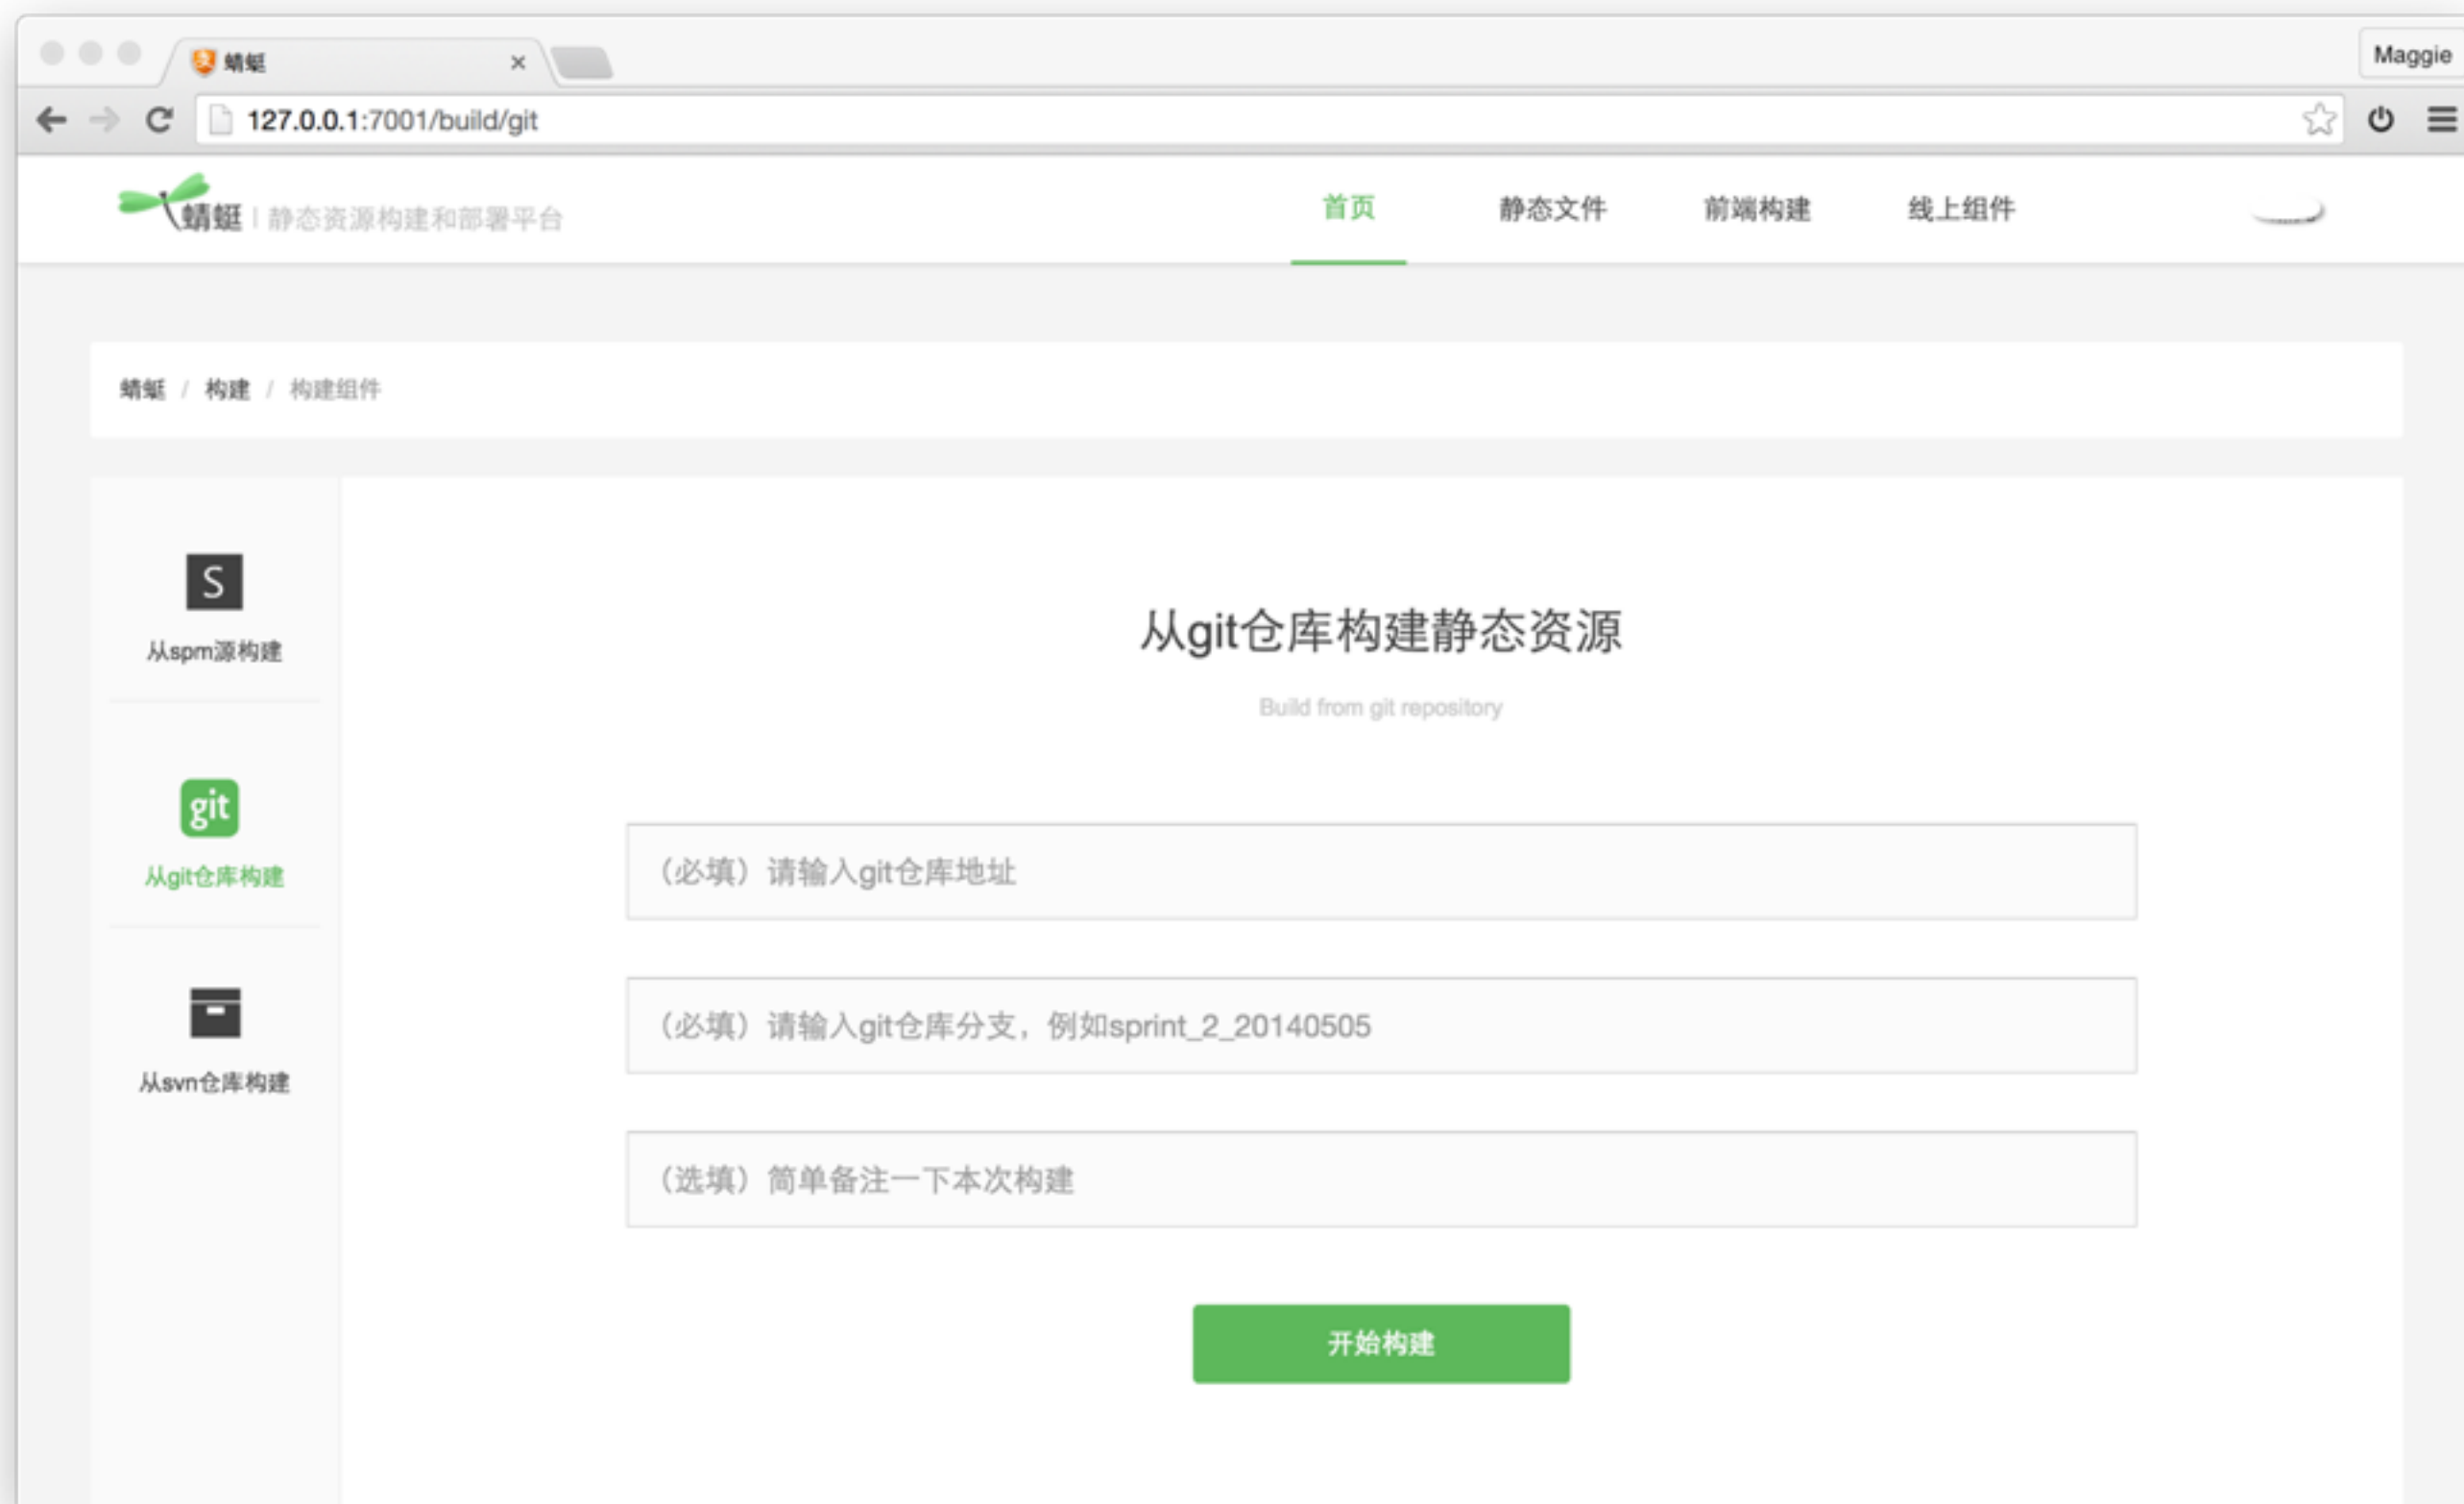 蜻蜓
Maggie
127.0.0.1:7001/build/git
蜻蜓 | 静态资源构建和部署平台
首页 静态文件 前端构建 线上组件
蜻蜓 / 构建 / 构建组件
S
从spm源构建
git
从git仓库构建
从svn仓库构建
从git仓库构建静态资源
Build from git repository
（必填）请输入git仓库地址
（必填）请输入git仓库分支，例如sprint_2_20140505
（选填）简单备注一下本次构建
开始构建